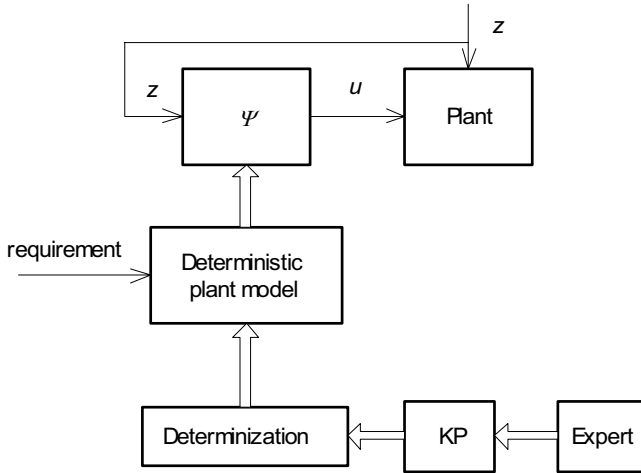 z
z
u
Ψ
Plant
requirement
Deterministic
plant model
Determinization
KP
Expert